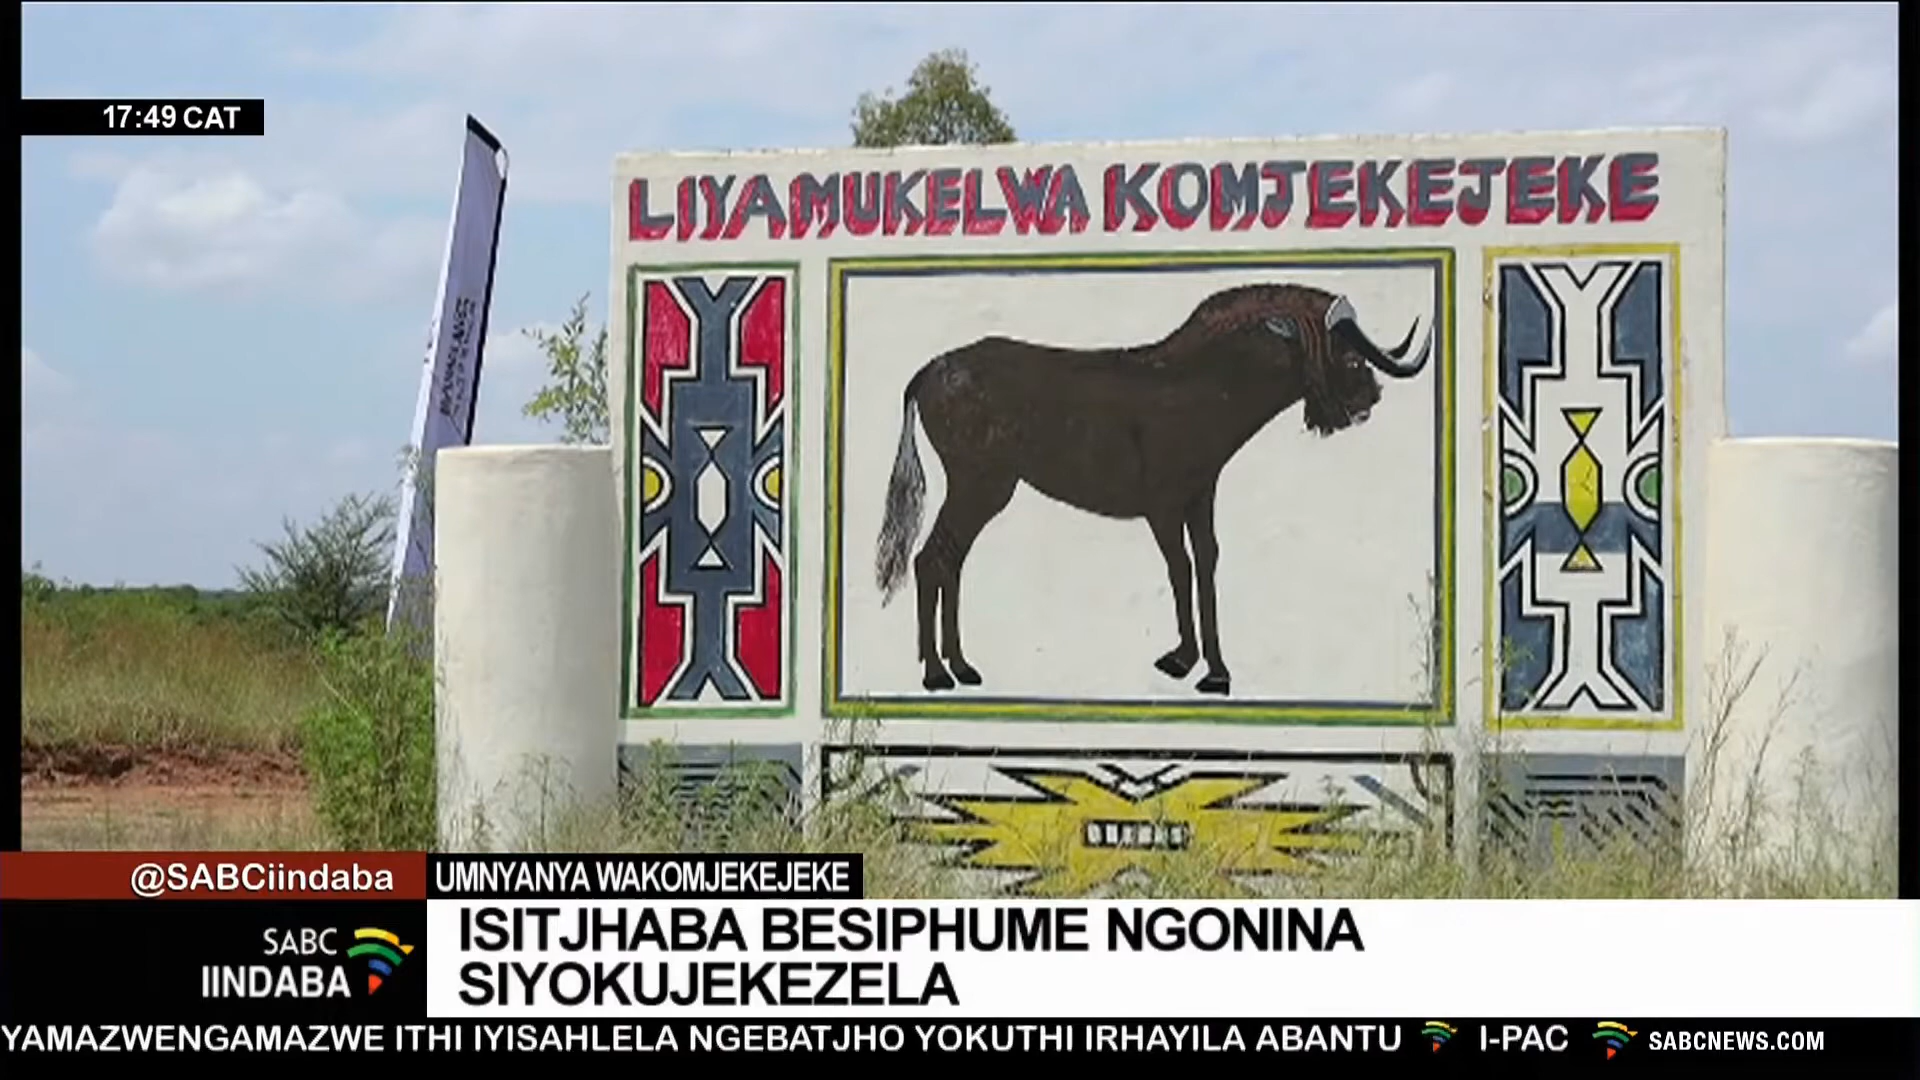 17:49 CAT
LIYAMUKELWA KOMJEKEJEKE
@SABCiindaba
UMNYANYA WAKOMJEKEJEKE
SABC
IINDABA
ISITJHABA BESIPHUME NGONINA
SIYOKUJEKEZELA
YAMAZWENGAMAZWE ITHI IYISAHLELA NGEBATJHO YOKUTHI IRHAYILA ABANTU I-PAC SABCNEWS.COM